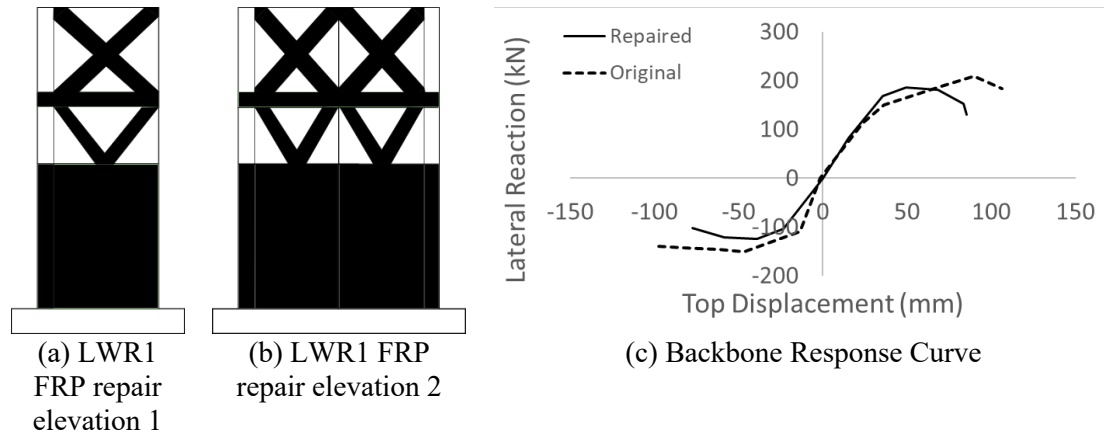 Repaired
Original
Lateral Reaction (kN)
300
200
100
0
-100
-200
-150 -100 -50 0 50 100 150
Top Displacement (mm)
(a) LWR1
FRP repair
elevation 1
(b) LWR1 FRP
repair elevation 2
(c) Backbone Response Curve